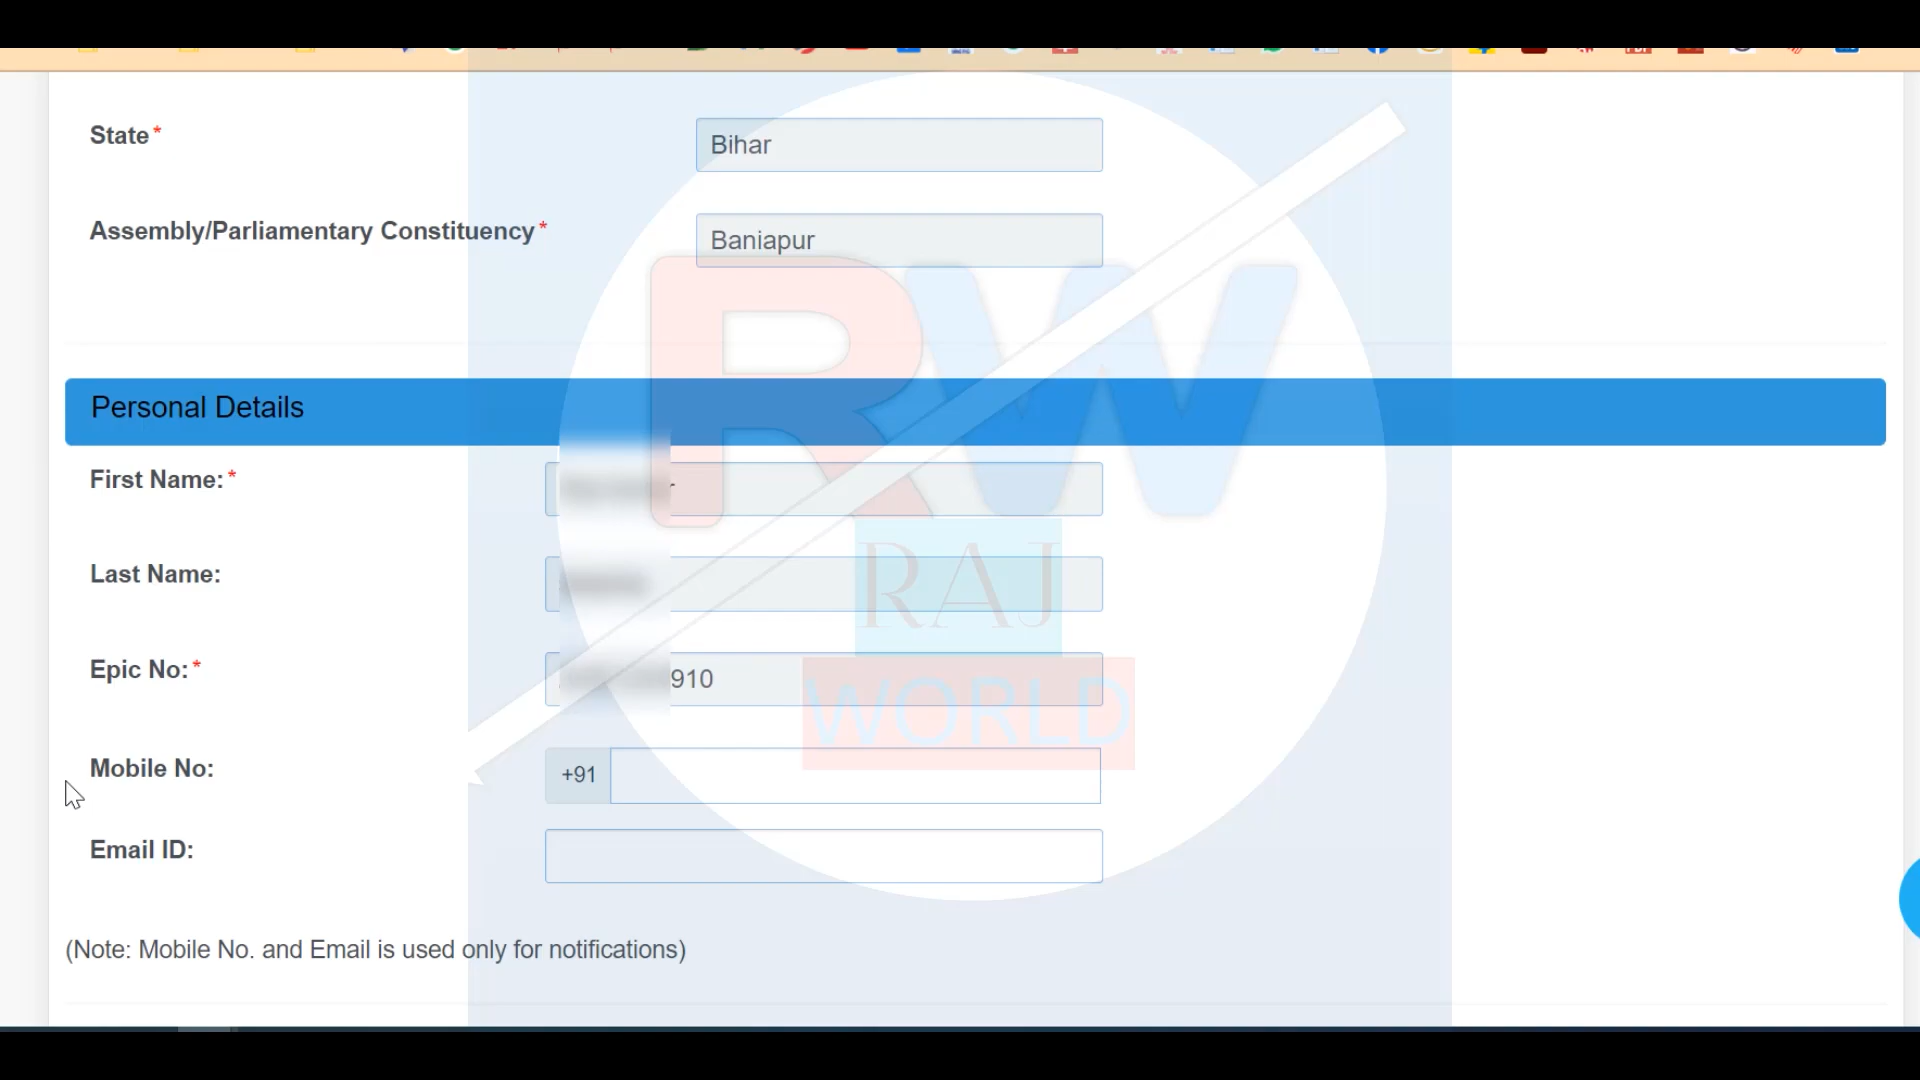 State*
Bihar
Assembly/Parliamentary Constituency*
Baniapur
RW
Personal Details
First Name:*
Last Name:
RAJ
Epic No:*
910
WORLD
Mobile No:
+91
Email ID:
(Note: Mobile No. and Email is used only for notifications)